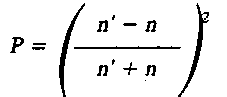 P = ( (n' − n) / (n' + n) )²